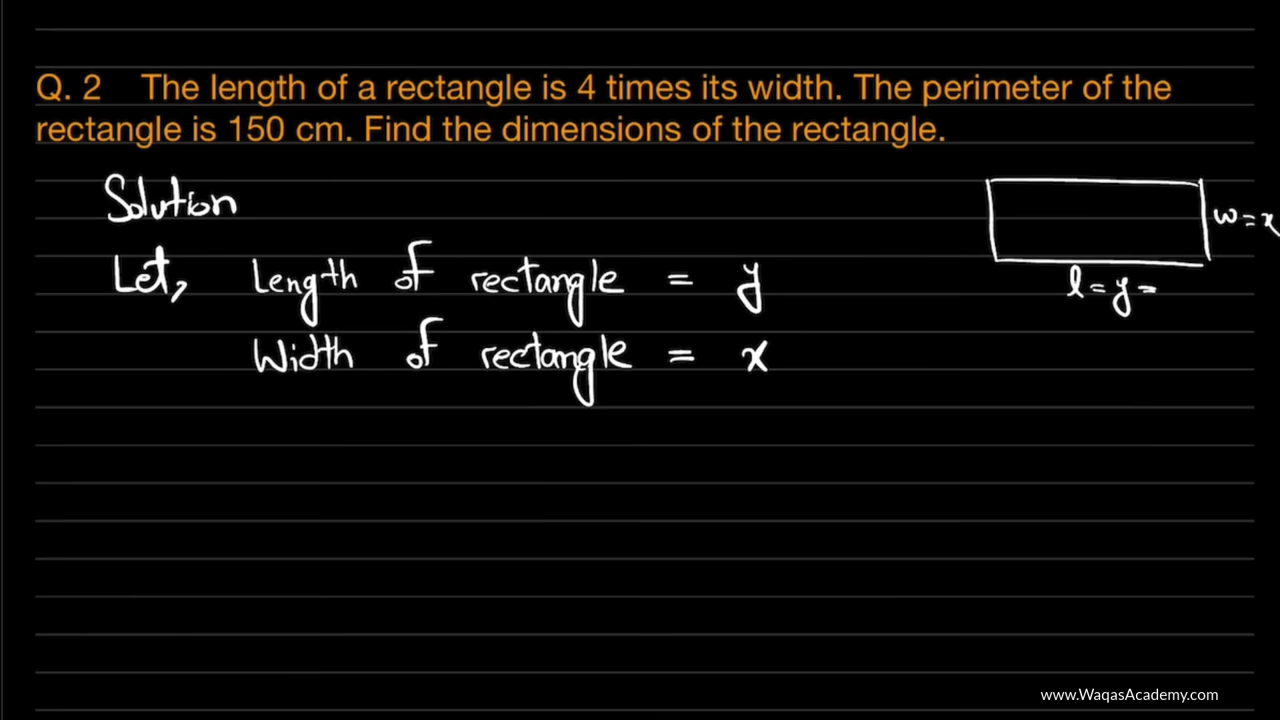 Q. 2 The length of a rectangle is 4 times its width. The perimeter of the
rectangle is 150 cm. Find the dimensions of the rectangle.
Solution
Let, Length of rectangle = y
Width of rectangle = x
w = x
l = y =
www.WaqasAcademy.com